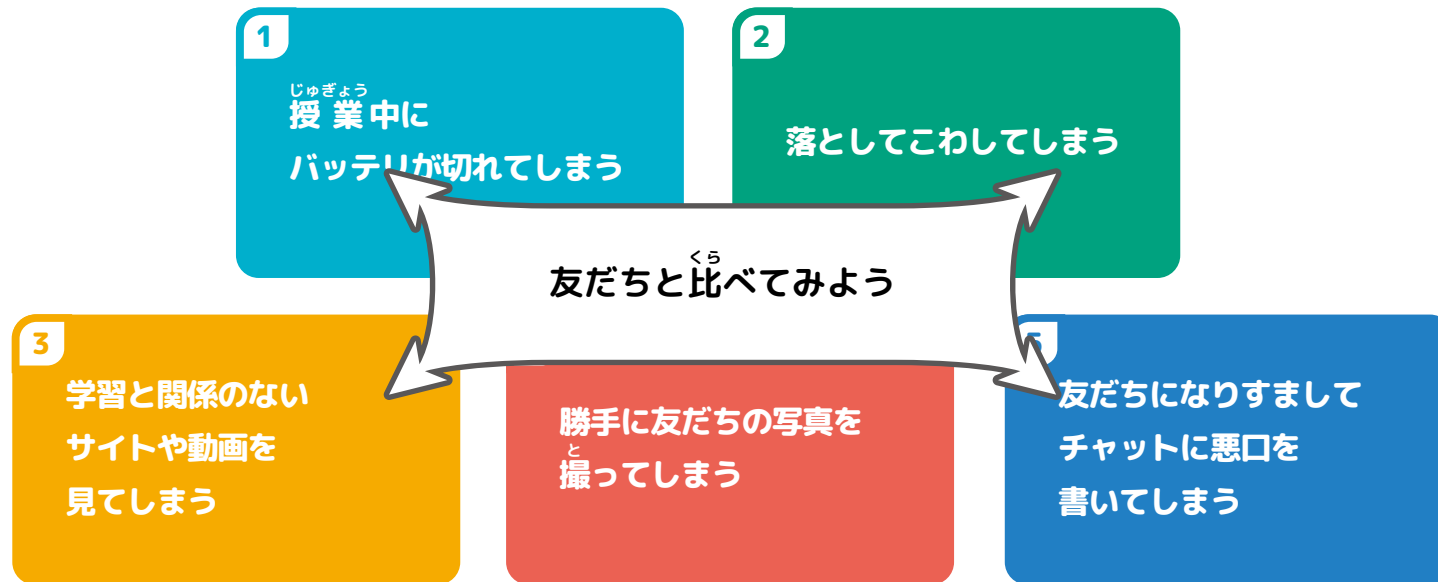 1
授業中に
じゅぎょう
バッテリが切れてしまう
2
落としてこわしてしまう
友だちと比べてみよう
くら
3
学習と関係のない
サイトや動画を
見てしまう
勝手に友だちの写真を
撮ってしまう
と
5
友だちになりすまして
チャットに悪口を
書いてしまう